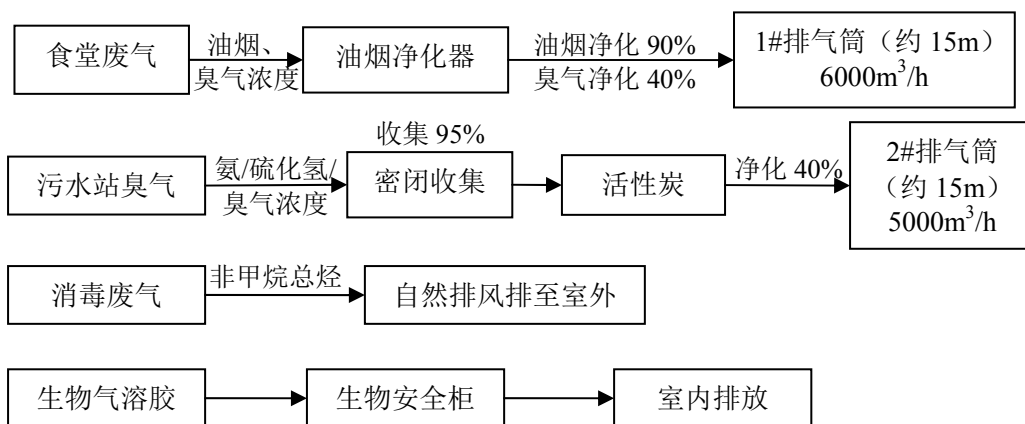 食堂废气
油烟、
臭气浓度
油烟净化器
油烟净化 90%
臭气净化 40%
1#排气筒（约 15m）
6000m³/h
污水站臭气
氨/硫化氢/
臭气浓度
收集 95%
密闭收集
活性炭
净化 40%
2#排气筒
（约 15m）
5000m³/h
消毒废气
非甲烷总烃
自然排风排至室外
生物气溶胶
生物安全柜
室内排放